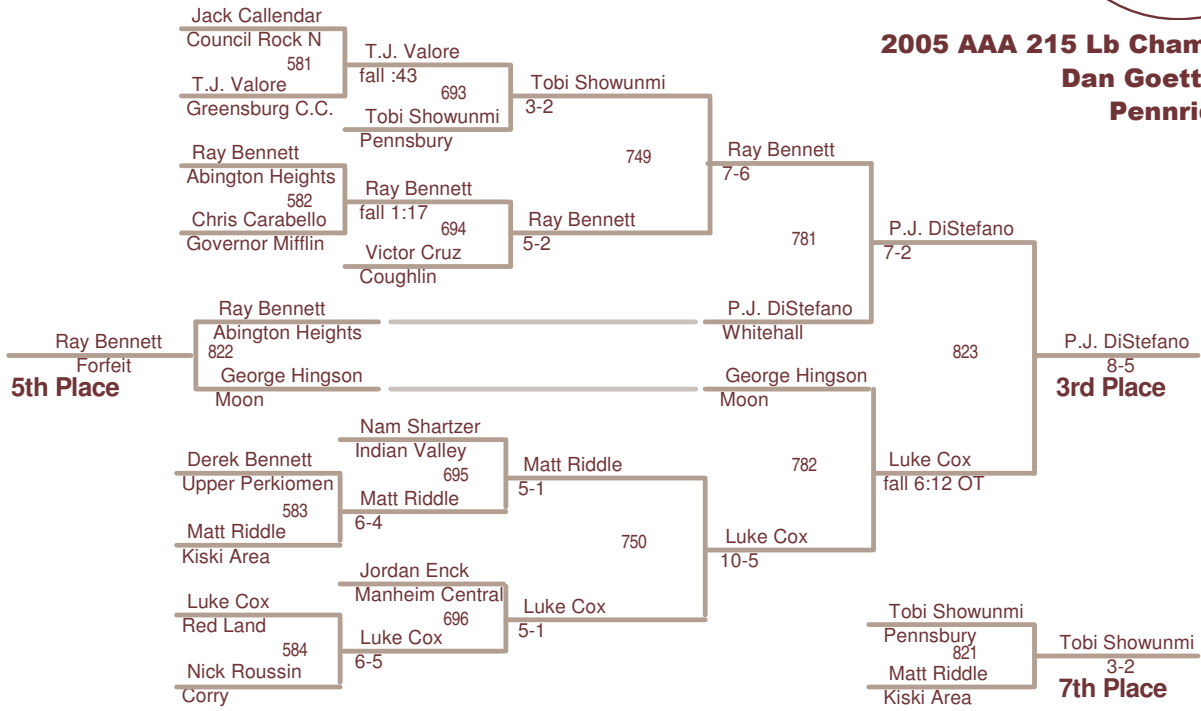 Jack Callendar
Council Rock N
581
T.J. Valore
Greensburg C.C.
T.J. Valore
fall :43
693
Tobi Showunmi
Pennsbury
Tobi Showunmi
3-2
2005 AAA 215 Lb Cham
Dan Goett
Pennri
Ray Bennett
Abington Heights
582
Chris Carabello
Governor Mifflin
Ray Bennett
fall 1:17
694
Victor Cruz
Coughlin
Ray Bennett
5-2
749
Ray Bennett
7-6
781
P.J. DiStefano
7-2
Ray Bennett
Abington Heights
P.J. DiStefano
Whitehall
Ray Bennett
Forfeit
5th Place
822
George Hingson
Moon
George Hingson
Moon
823
P.J. DiStefano
8-5
3rd Place
Nam Shartzer
Indian Valley
695
Derek Bennett
Upper Perkiomen
583
Matt Riddle
Kiski Area
Matt Riddle
6-4
Matt Riddle
5-1
782
Luke Cox
fall 6:12 OT
750
Luke Cox
10-5
Jordan Enck
Manheim Central
696
Luke Cox
Red Land
584
Nick Roussin
Corry
Luke Cox
6-5
Luke Cox
5-1
Tobi Showunmi
Pennsbury
821
Matt Riddle
Kiski Area
Tobi Showunmi
3-2
7th Place